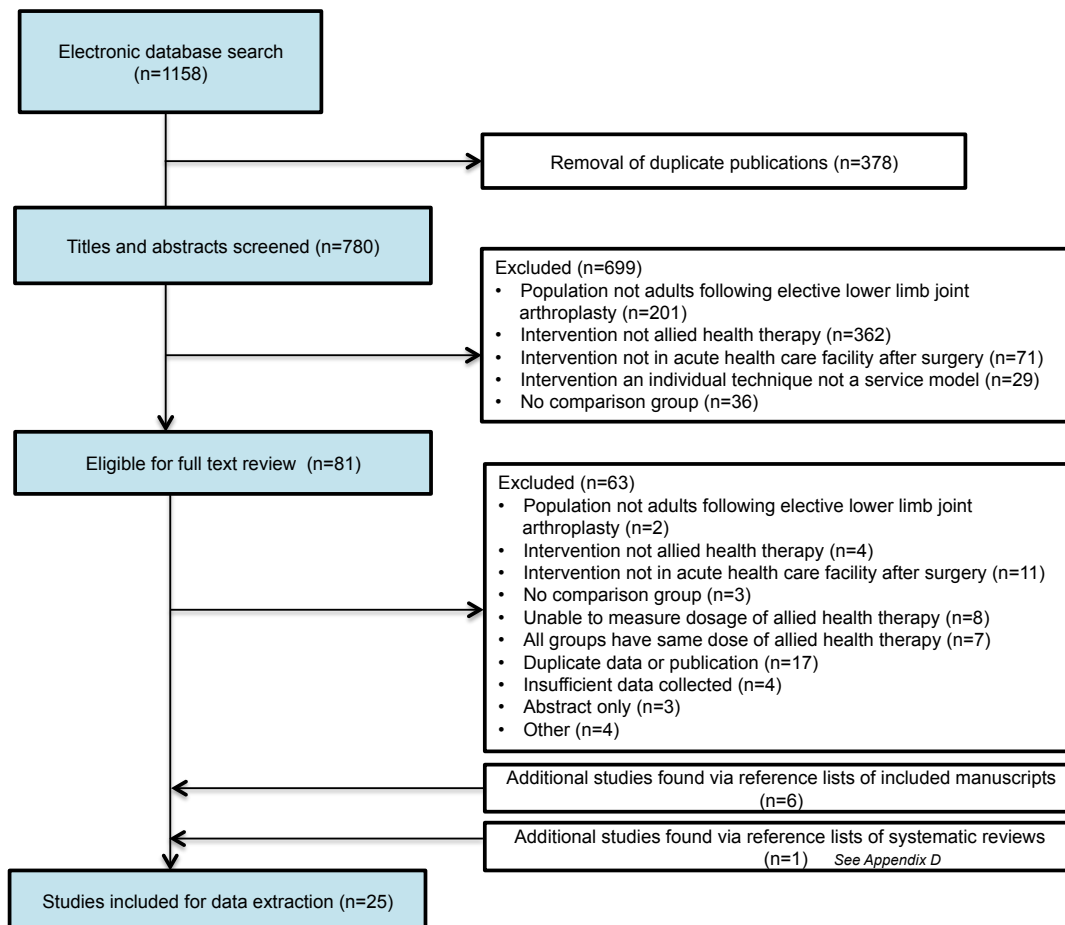 Electronic database search
(n=1158)
Removal of duplicate publications (n=378)
Titles and abstracts screened (n=780)
Excluded (n=699)
• Population not adults following elective lower limb joint
arthroplasty (n=201)
• Intervention not allied health therapy (n=362)
• Intervention not in acute health care facility after surgery (n=71)
• Intervention an individual technique not a service model (n=29)
• No comparison group (n=36)
Eligible for full text review (n=81)
Excluded (n=63)
• Population not adults following elective lower limb joint
arthroplasty (n=2)
• Intervention not allied health therapy (n=4)
• Intervention not in acute health care facility after surgery (n=11)
• No comparison group (n=3)
• Unable to measure dosage of allied health therapy (n=8)
• All groups have same dose of allied health therapy (n=7)
• Duplicate data or publication (n=17)
• Insufficient data collected (n=4)
• Abstract only (n=3)
• Other (n=4)
Additional studies found via reference lists of included manuscripts
(n=6)
Additional studies found via reference lists of systematic reviews
(n=1) See Appendix D
Studies included for data extraction (n=25)